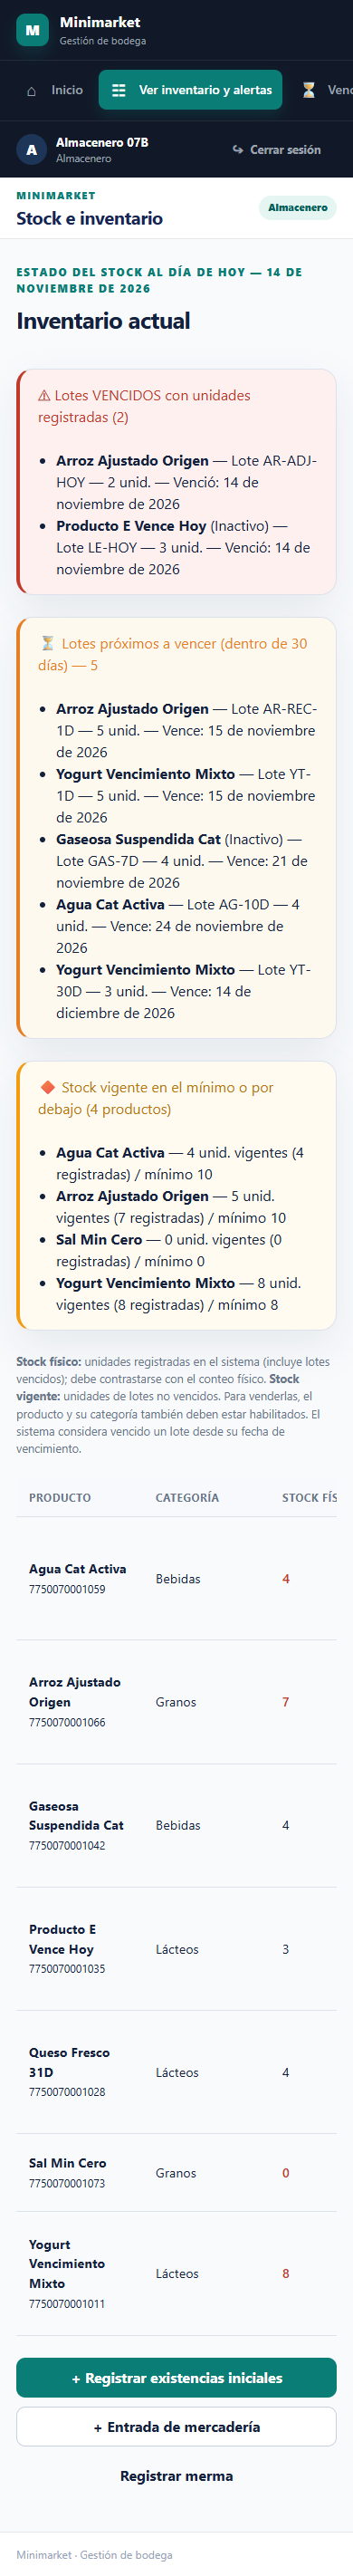 M
Minimarket
Gestión de bodega
Inicio
Ver inventario y alertas
Venc
A
Almacenero 07B
Almacenero
Cerrar sesión
MINIMARKET
Stock e inventario
Almacenero
ESTADO DEL STOCK AL DÍA DE HOY — 14 DE
NOVIEMBRE DE 2026
Inventario actual
⚠ Lotes VENCIDOS con unidades
registradas (2)
• Arroz Ajustado Origen — Lote AR-ADJ-
HOY — 2 unid. — Venció: 14 de
noviembre de 2026
• Producto E Vence Hoy (Inactivo) —
Lote LE-HOY — 3 unid. — Venció: 14 de
noviembre de 2026
⏳ Lotes próximos a vencer (dentro de 30
días) — 5
• Arroz Ajustado Origen — Lote AR-REC-
1D — 5 unid. — Vence: 15 de noviembre
de 2026
• Yogurt Vencimiento Mixto — Lote YT-
1D — 5 unid. — Vence: 15 de noviembre
de 2026
• Gaseosa Suspendida Cat (Inactivo) —
Lote GAS-7D — 4 unid. — Vence: 21 de
noviembre de 2026
• Agua Cat Activa — Lote AG-10D — 4
unid. — Vence: 24 de noviembre de
2026
• Yogurt Vencimiento Mixto — Lote YT-
30D — 3 unid. — Vence: 14 de
diciembre de 2026
🔶 Stock vigente en el mínimo o por
debajo (4 productos)
• Agua Cat Activa — 4 unid. vigentes (4
registradas) / mínimo 10
• Arroz Ajustado Origen — 5 unid.
vigentes (7 registradas) / mínimo 10
• Sal Min Cero — 0 unid. vigentes (0
registradas) / mínimo 0
• Yogurt Vencimiento Mixto — 8 unid.
vigentes (8 registradas) / mínimo 8
Stock físico: unidades registradas en el sistema (incluye lotes
vencidos); debe contrastarse con el conteo físico. Stock
vigente: unidades de lotes no vencidos. Para venderlas, el
producto y su categoría también deben estar habilitados. El
sistema considera vencido un lote desde su fecha de
vencimiento.
PRODUCTO CATEGORÍA STOCK FÍS
Agua Cat Activa
7750070001059
Bebidas
4
Arroz Ajustado
Origen
7750070001066
Granos
7
Gaseosa
Suspendida Cat
7750070001042
Bebidas
4
Producto E
Vence Hoy
7750070001035
Lácteos
3
Queso Fresco
31D
7750070001028
Lácteos
4
Sal Min Cero
7750070001073
Granos
0
Yogurt
Vencimiento
Mixto
7750070001011
Lácteos
8
+ Registrar existencias iniciales
+ Entrada de mercadería
Registrar merma
Minimarket · Gestión de bodega